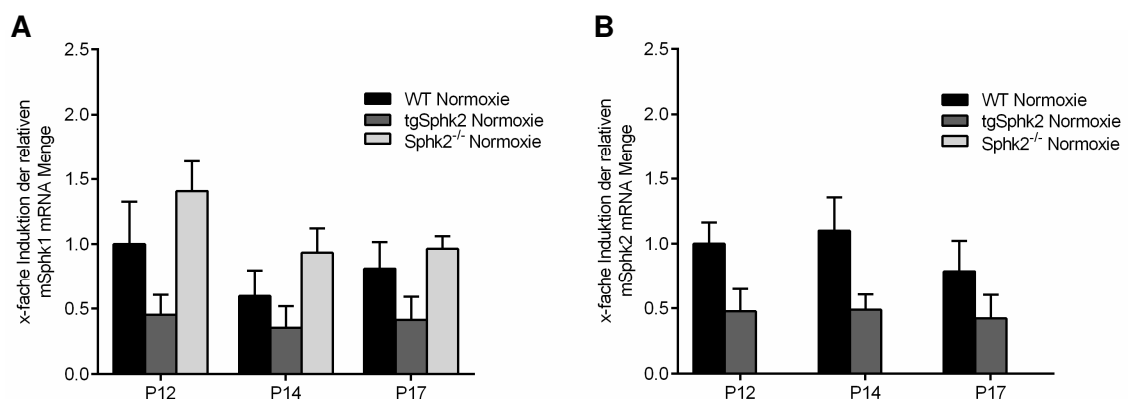 A
x-fache Induktion der relativen
mSphk1 mRNA Menge
2.5
2.0
1.5
1.0
0.5
0.0
WT Normoxie
tgSphk2 Normoxie
Sphk2-/- Normoxie
P12 P14 P17
B
x-fache Induktion der relativen
mSphk2 mRNA Menge
2.5
2.0
1.5
1.0
0.5
0.0
WT Normoxie
tgSphk2 Normoxie
Sphk2-/- Normoxie
P12 P14 P17